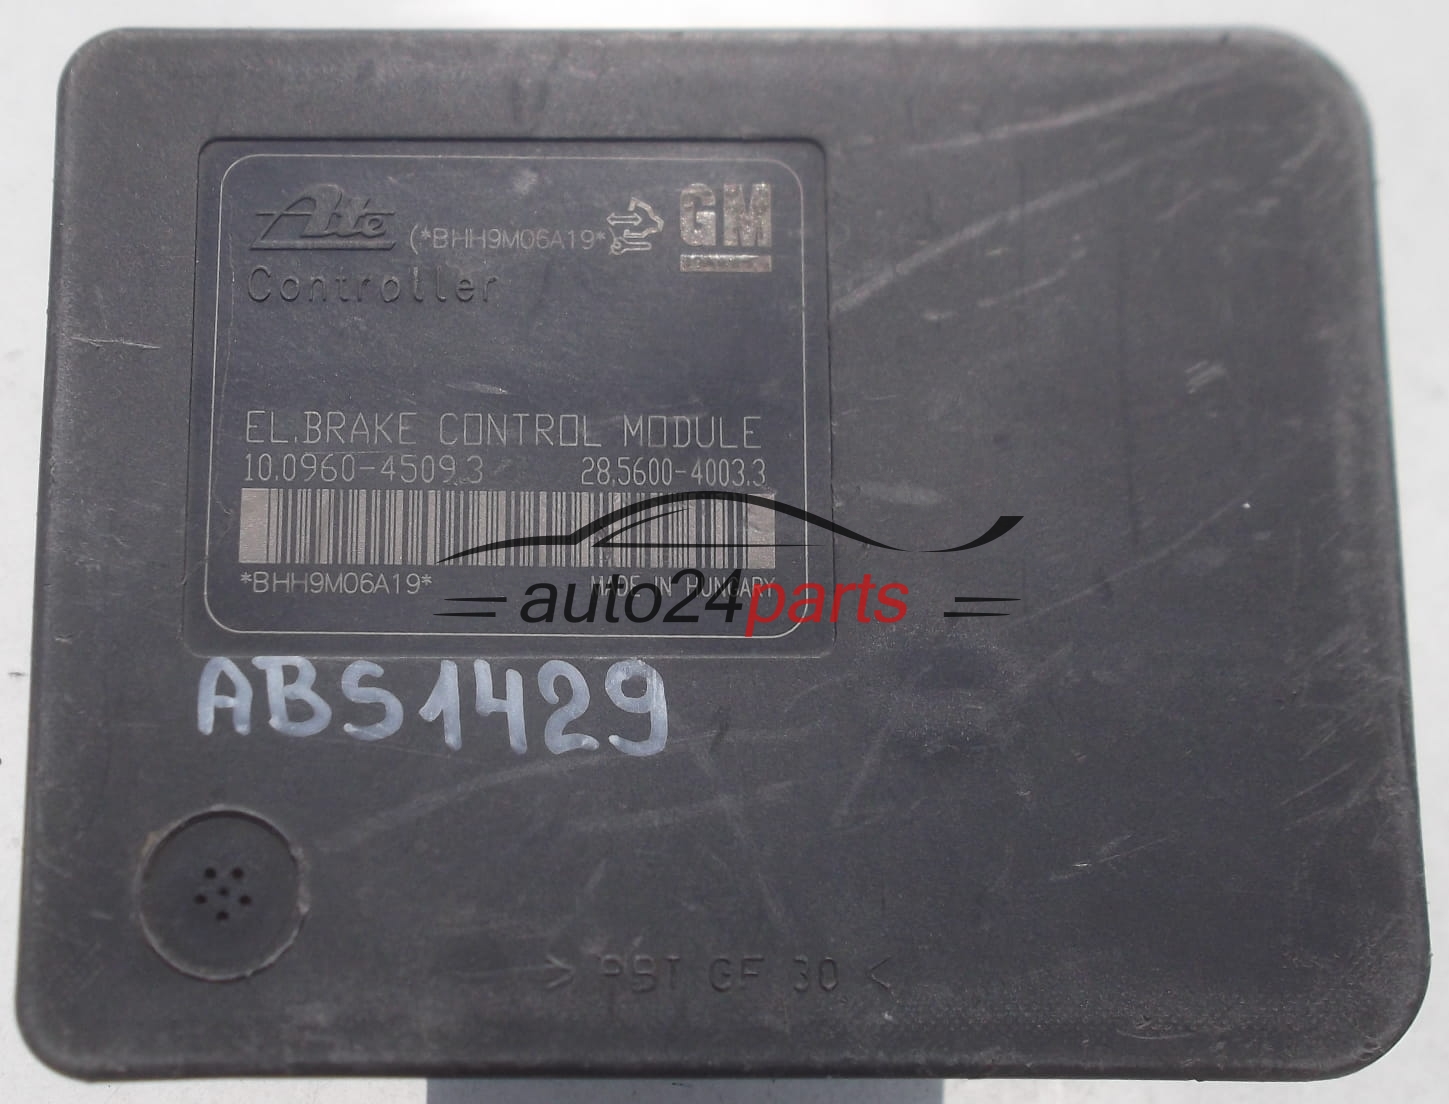 Ate (*BHH9M06A19*) GM
Controller
EL.BRAKE CONTROL MODULE
10.0960-4509.3 28.5600-4003.3
*BHH9M06A19* MADE IN HUNGARY
auto24parts
ABS1429
> PBT GF 30 <